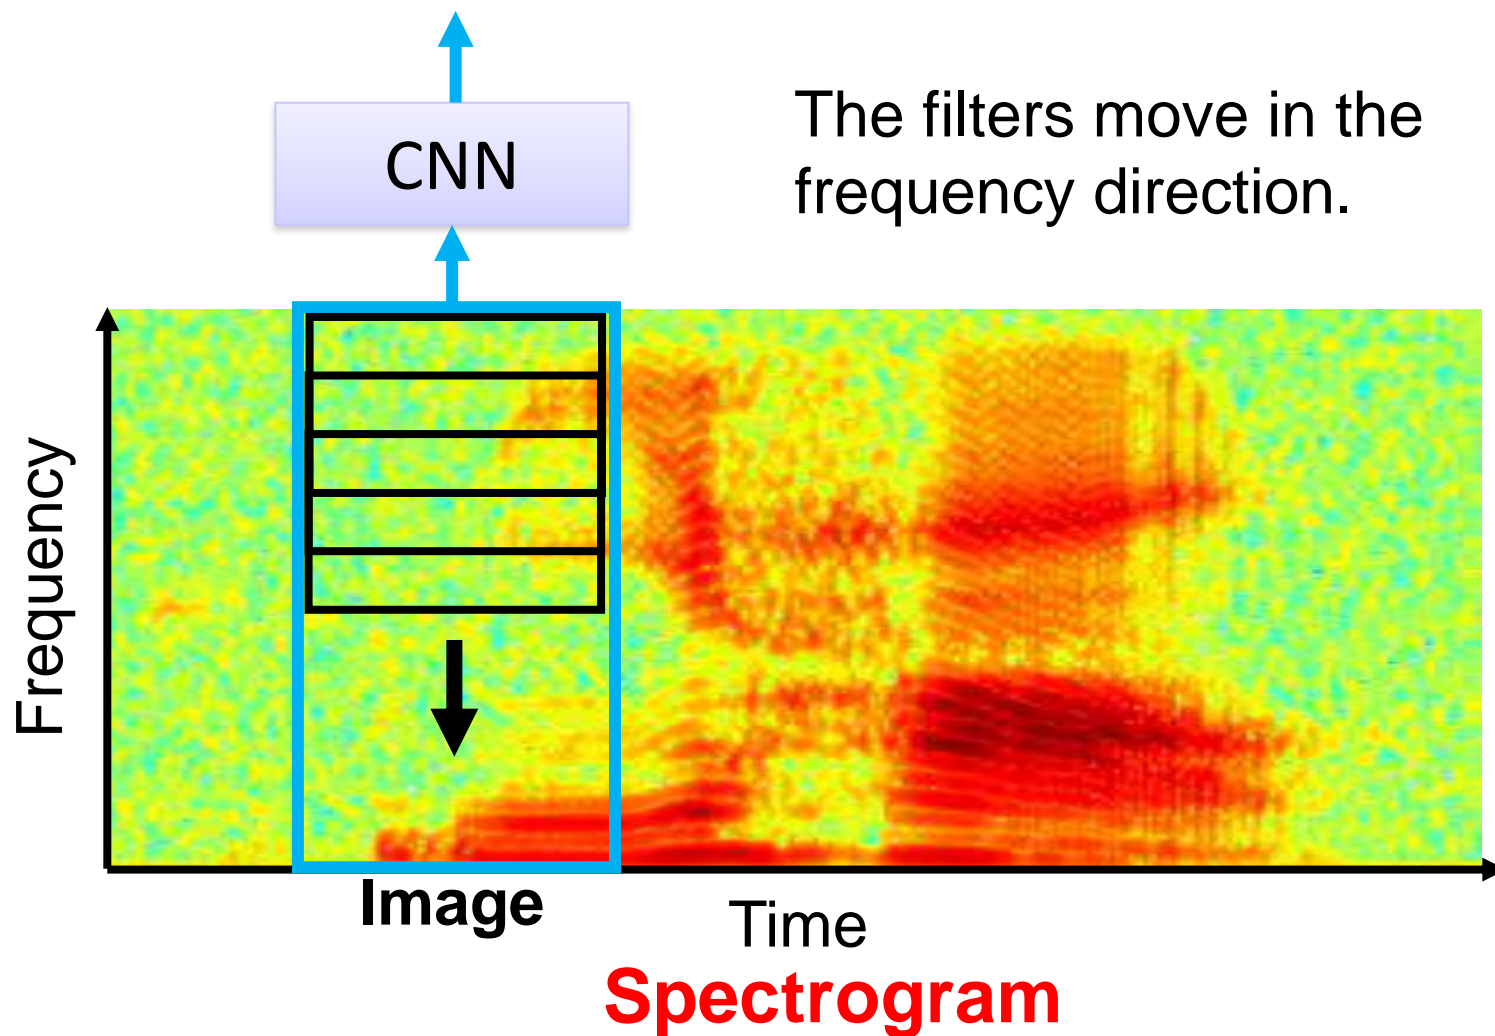 CNN
The filters move in the
frequency direction.
Frequency
Image
Time
Spectrogram